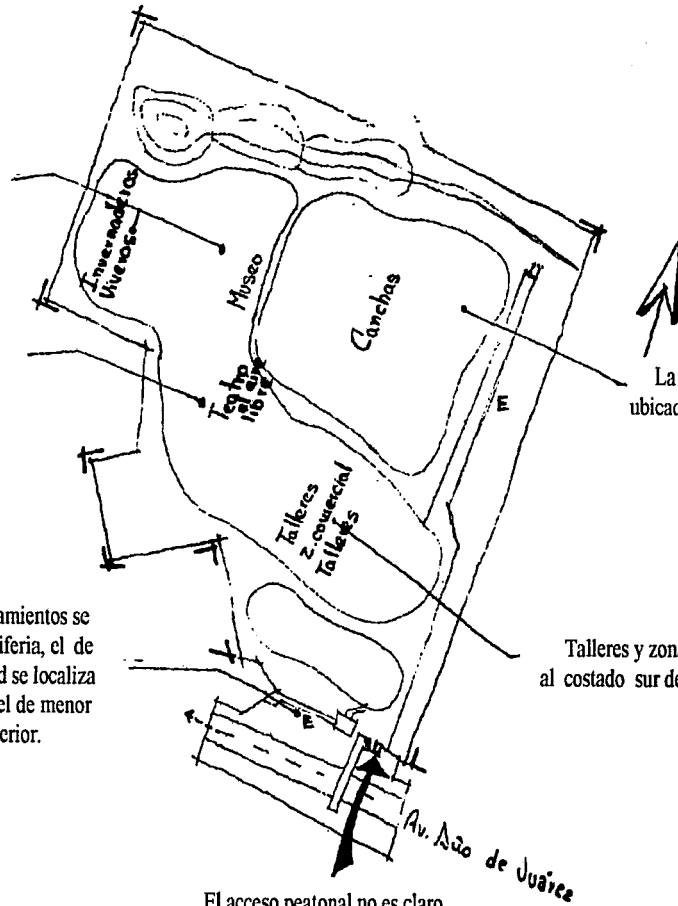 Invernaderos
Viveros
Museo
Canchas
Teatro
al aire
libre
La
ubicad
E
Talleres
z. comercial
Talleres
amientos se
iferia, el de
d se localiza
el de menor
erior.
Talleres y zon
al costado sur de
E
Av. Año de Juárez
El acceso peatonal no es claro